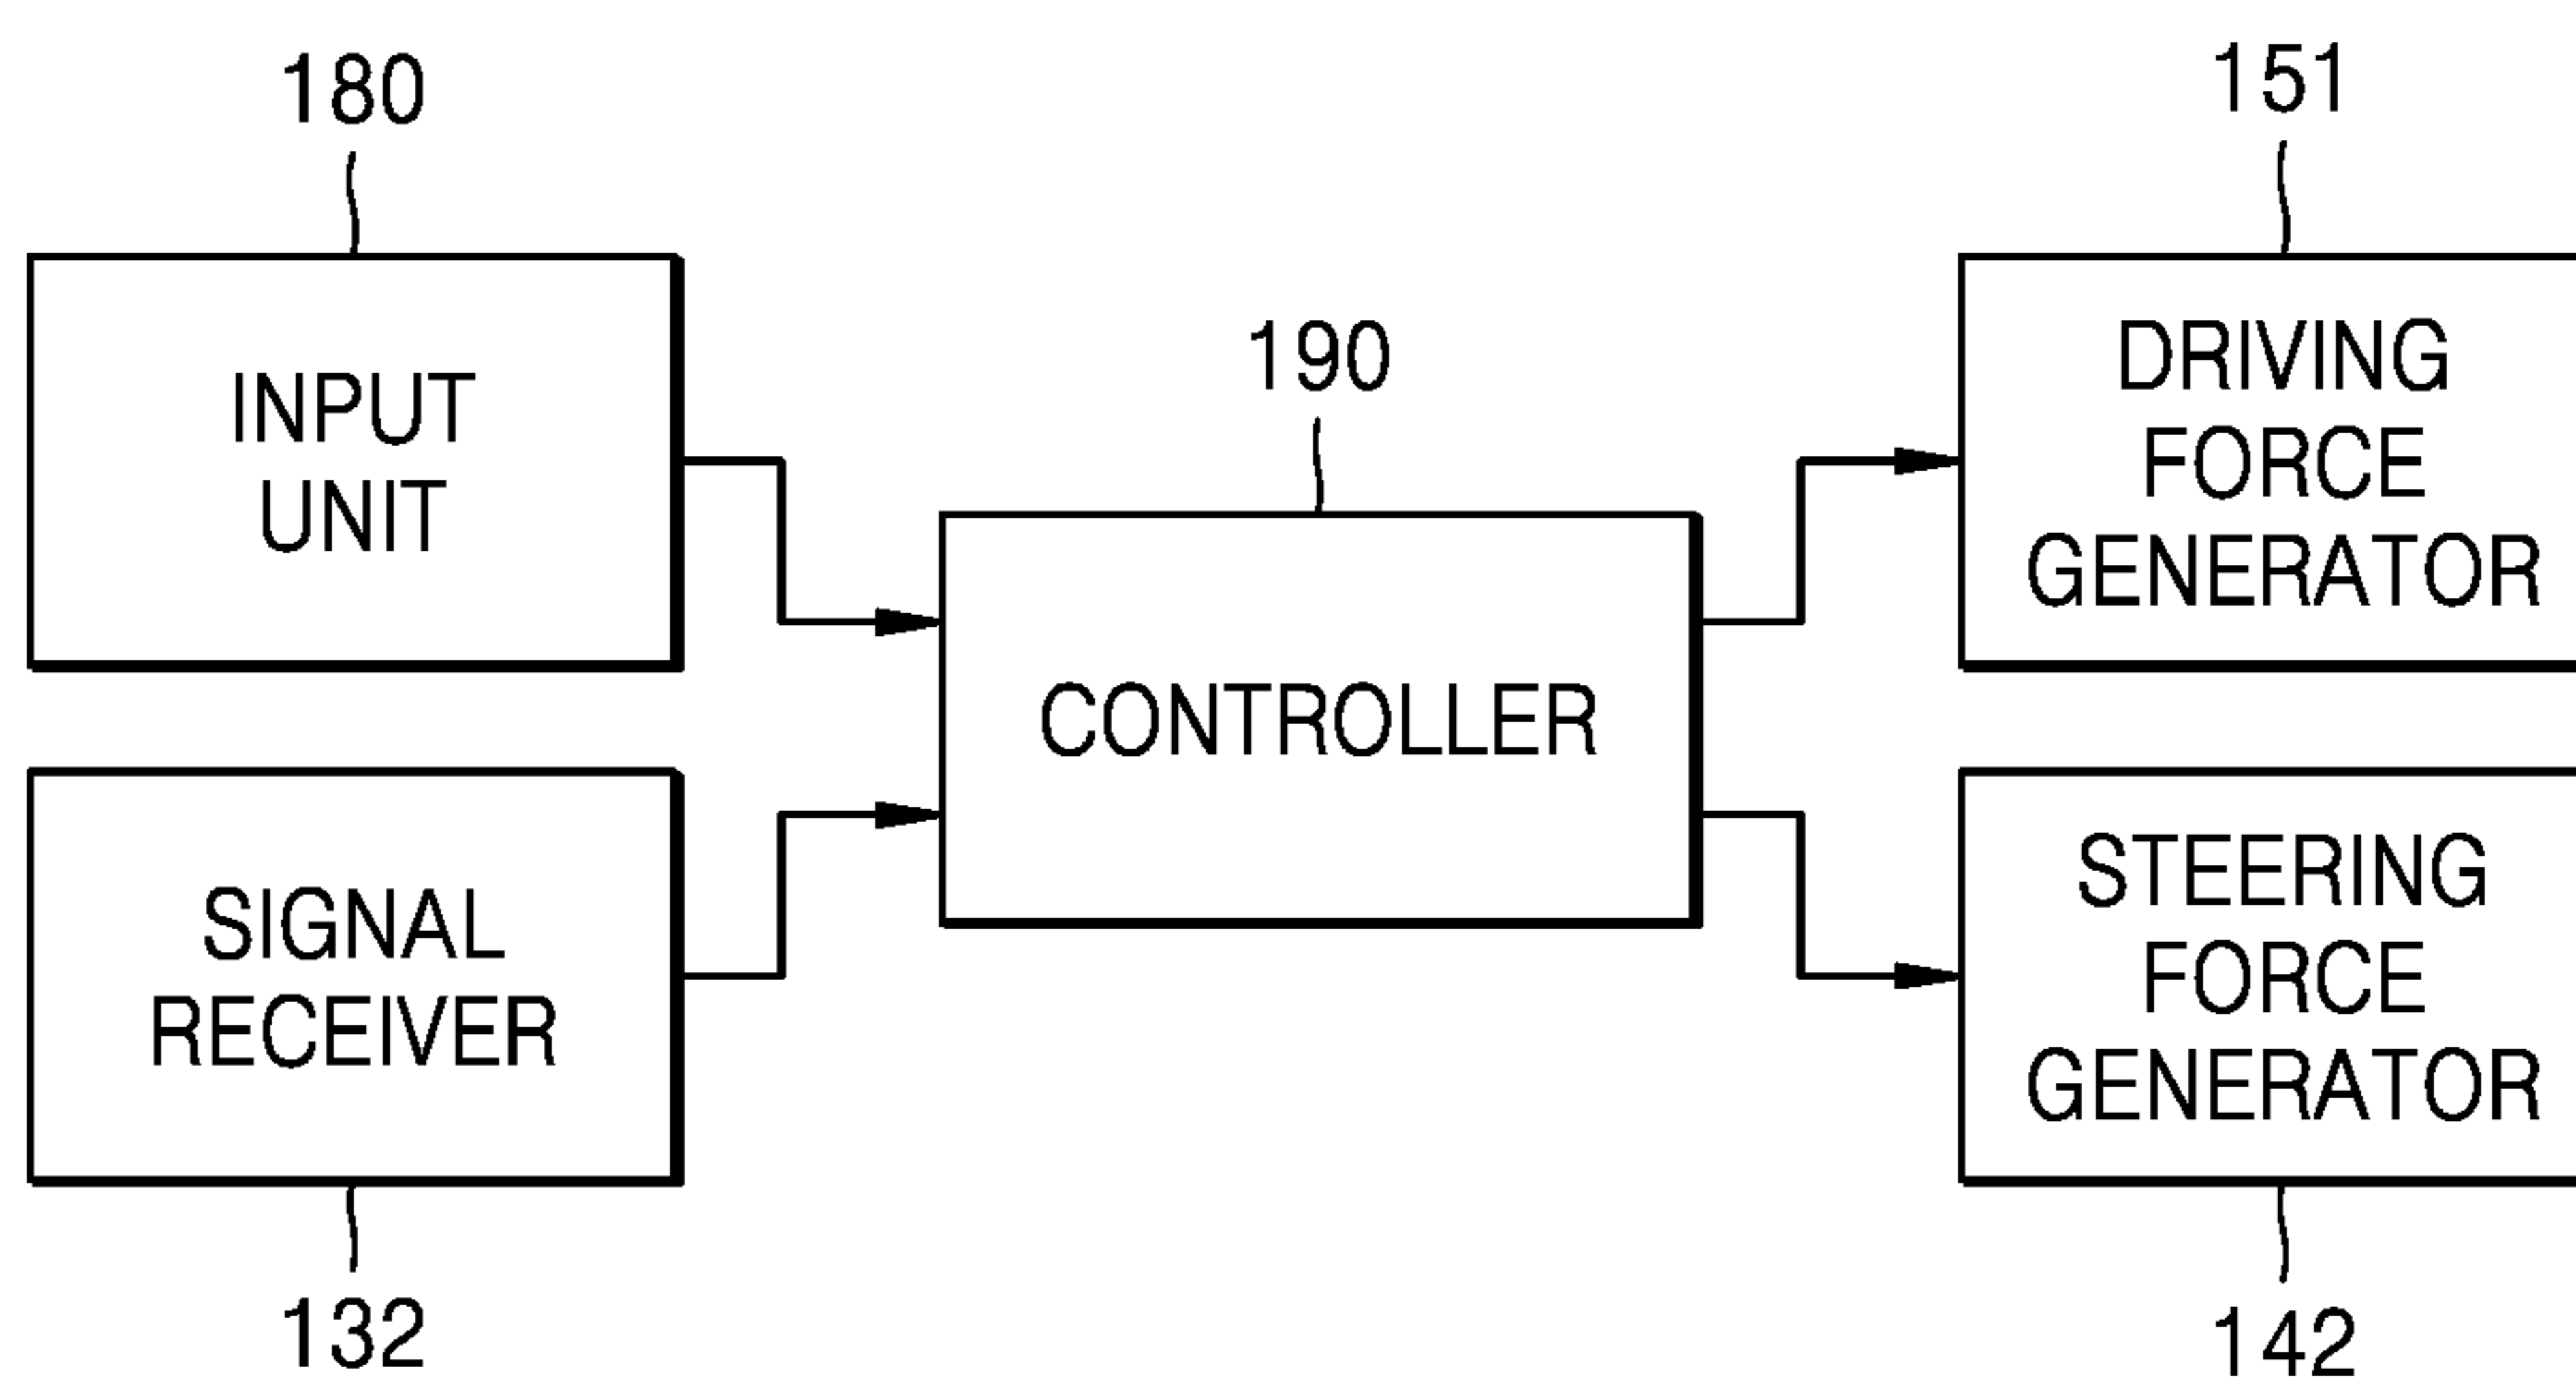 180
INPUT
UNIT
SIGNAL
RECEIVER
132
190
CONTROLLER
151
DRIVING
FORCE
GENERATOR
STEERING
FORCE
GENERATOR
142